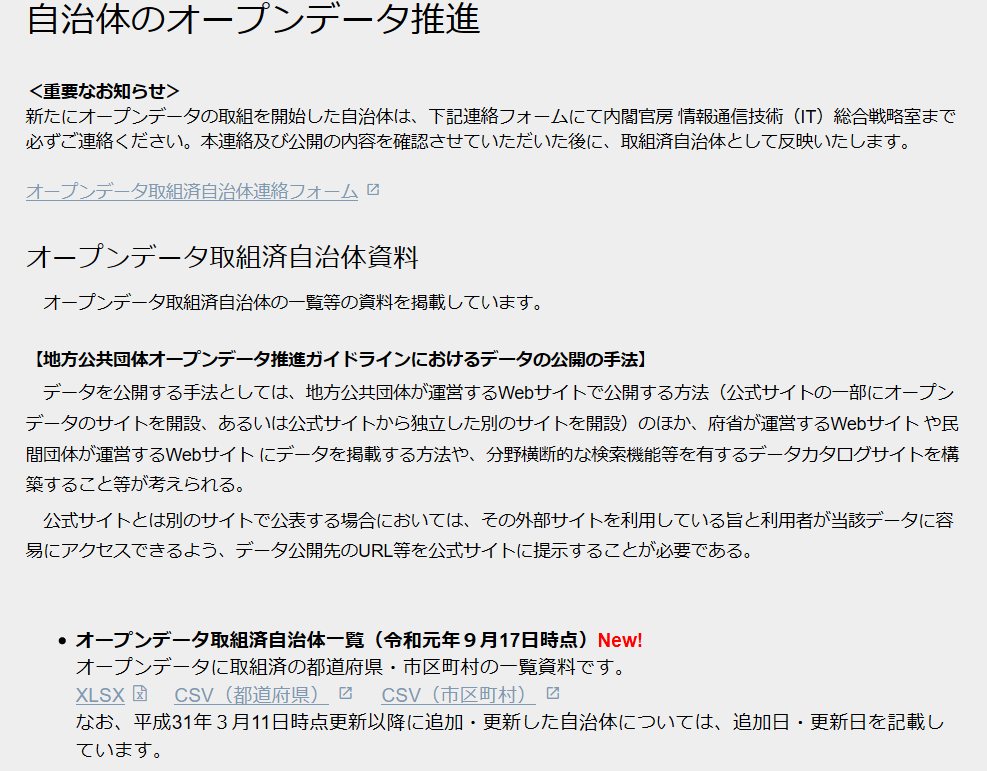 自治体のオープンデータ推進
＜重要なお知らせ＞
新たにオープンデータの取組を開始した自治体は、下記連絡フォームにて内閣官房 情報通信技術（IT）総合戦略室まで
必ずご連絡ください。本連絡及び公開の内容を確認させていただいた後に、取組済自治体として反映いたします。
オープンデータ取組済自治体連絡フォーム
オープンデータ取組済自治体資料
　オープンデータ取組済自治体の一覧等の資料を掲載しています。
【地方公共団体オープンデータ推進ガイドラインにおけるデータの公開の手法】
　データを公開する手法としては、地方公共団体が運営するWebサイトで公開する方法（公式サイトの一部にオープン
データのサイトを開設、あるいは公式サイトから独立した別のサイトを開設）のほか、府省が運営するWebサイト や民
間団体が運営するWebサイト にデータを掲載する方法や、分野横断的な検索機能等を有するデータカタログサイトを構
築すること等が考えられる。
　公式サイトとは別のサイトで公表する場合においては、その外部サイトを利用している旨と利用者が当該データに容
易にアクセスできるよう、データ公開先のURL等を公式サイトに提示することが必要である。
• オープンデータ取組済自治体一覧（令和元年９月17日時点）New!
オープンデータに取組済の都道府県・市区町村の一覧資料です。
XLSX CSV（都道府県） CSV（市区町村）
なお、平成31年３月11日時点更新以降に追加・更新した自治体については、追加日・更新日を記載し
ています。